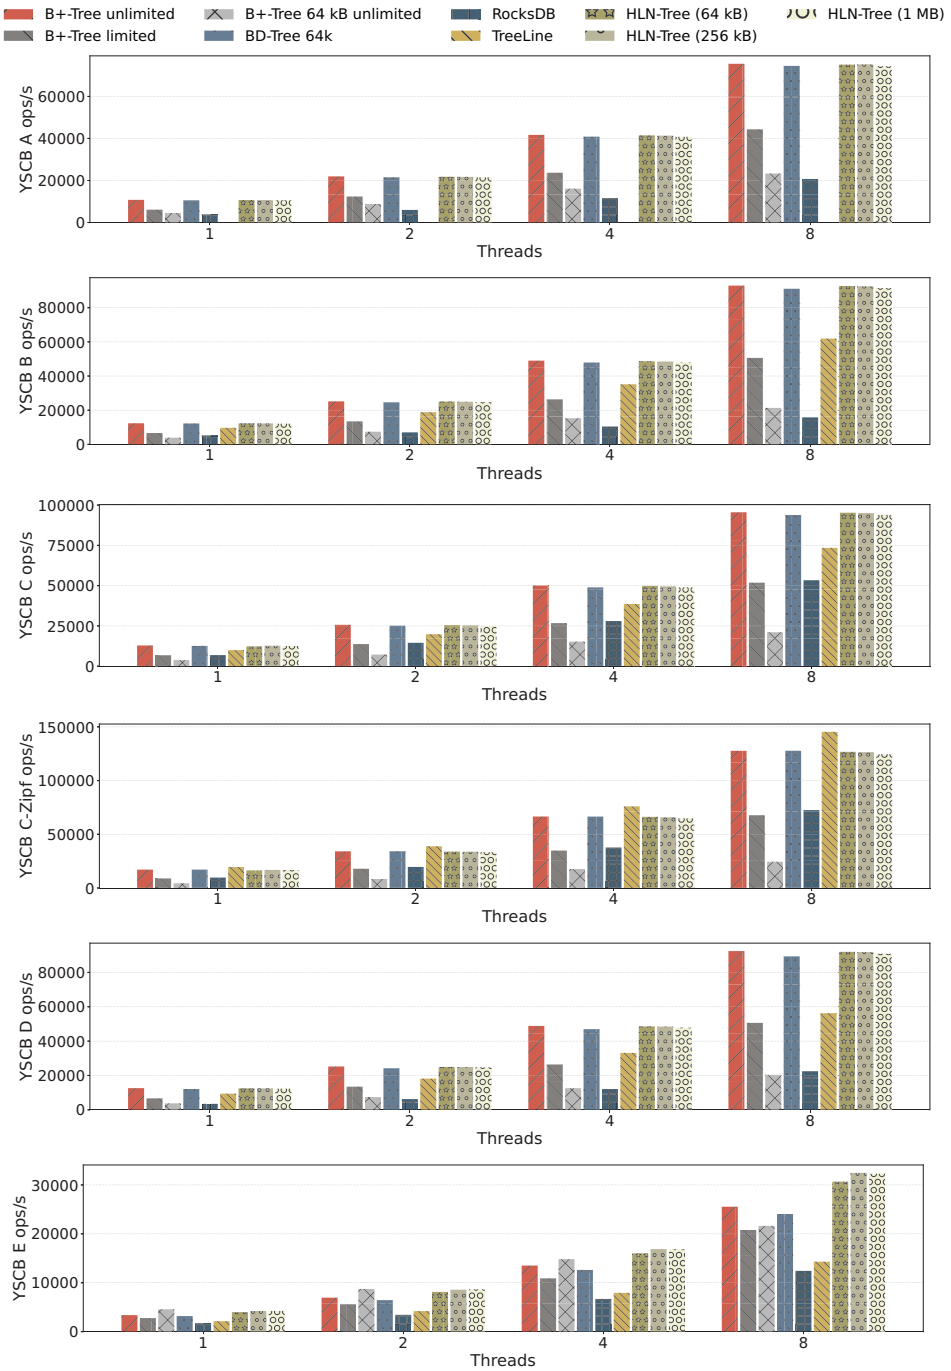 B+-Tree unlimited B+-Tree 64 kB unlimited RocksDB HLN-Tree (64 kB) HLN-Tree (1 MB)
B+-Tree limited BD-Tree 64k TreeLine HLN-Tree (256 kB)
YSCB A ops/s
60000
40000
20000
0
1 2 4 8
Threads
YSCB B ops/s
80000
60000
40000
20000
0
1 2 4 8
Threads
YSCB C ops/s
100000
75000
50000
25000
0
1 2 4 8
Threads
YSCB C-Zipf ops/s
150000
100000
50000
0
1 2 4 8
Threads
YSCB D ops/s
80000
60000
40000
20000
0
1 2 4 8
Threads
YSCB E ops/s
30000
20000
10000
0
1 2 4 8
Threads